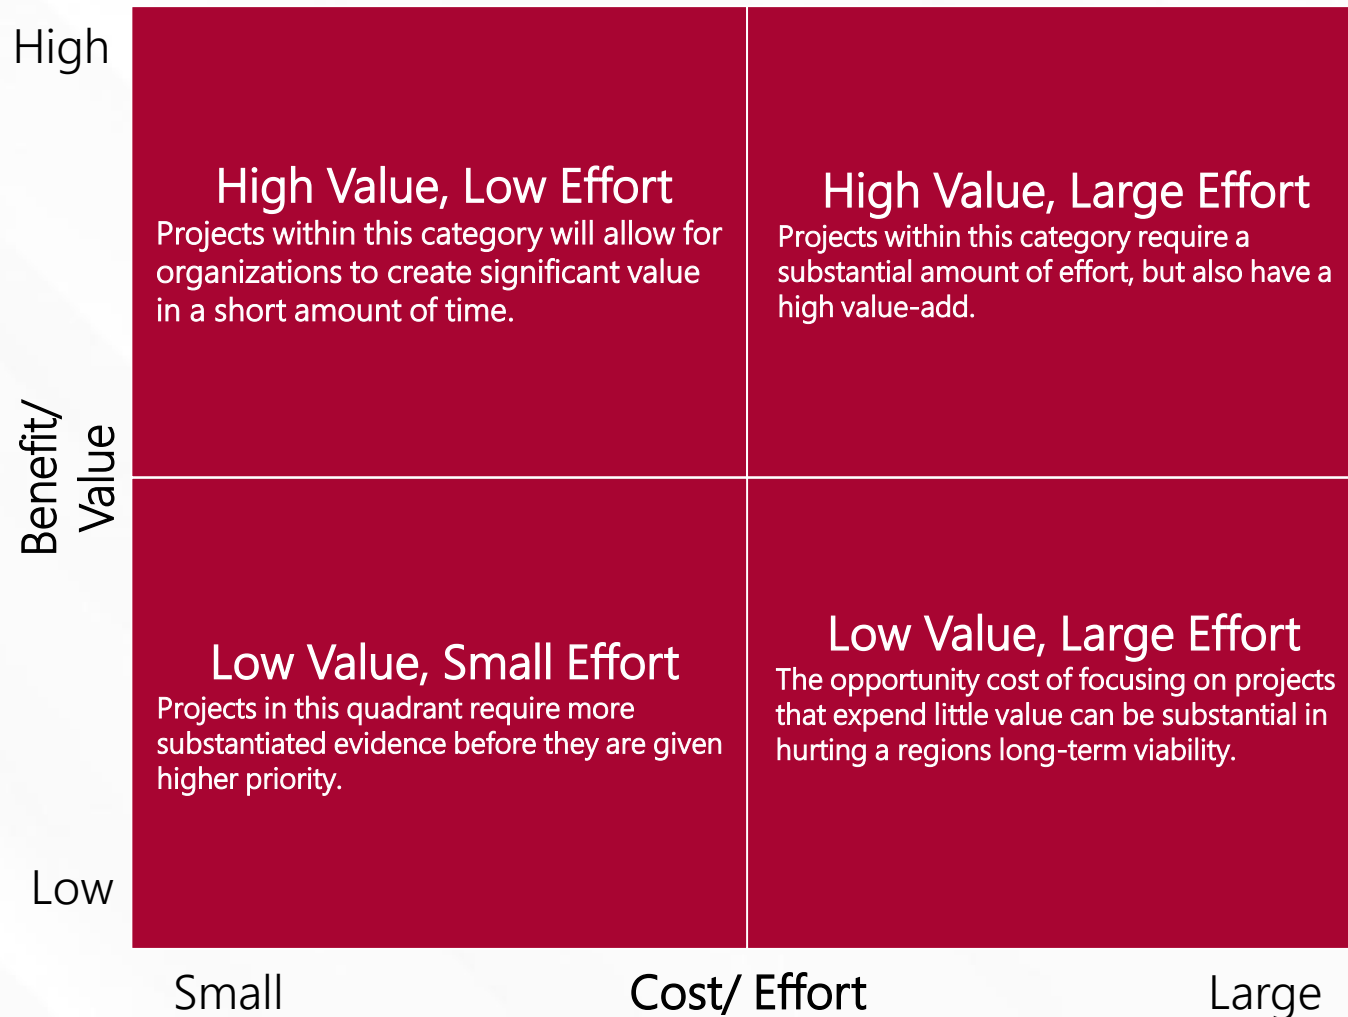 High
High Value, Low Effort
Projects within this category will allow for
organizations to create significant value
in a short amount of time.
High Value, Large Effort
Projects within this category require a
substantial amount of effort, but also have a
high value-add.
Benefit/
Value
Low Value, Small Effort
Projects in this quadrant require more
substantiated evidence before they are given
higher priority.
Low Value, Large Effort
The opportunity cost of focusing on projects
that expend little value can be substantial in
hurting a regions long-term viability.
Low
Small
Cost/ Effort
Large